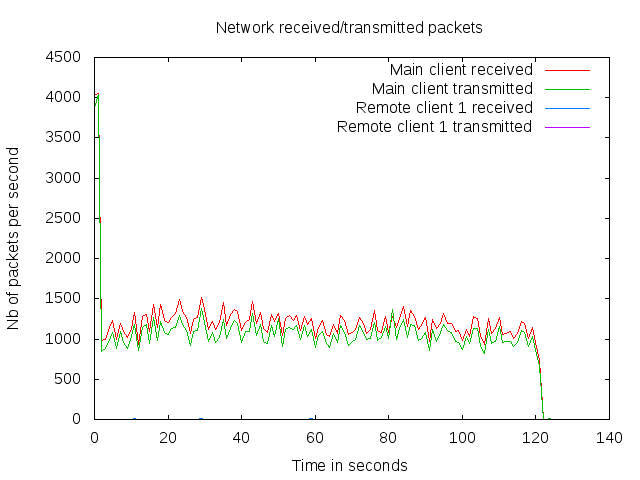 Network received/transmitted packets
Nb of packets per second
4500
4000
3500
3000
2500
2000
1500
1000
500
0
Main client received
Main client transmitted
Remote client 1 received
Remote client 1 transmitted
0 20 40 60 80 100 120 140
Time in seconds